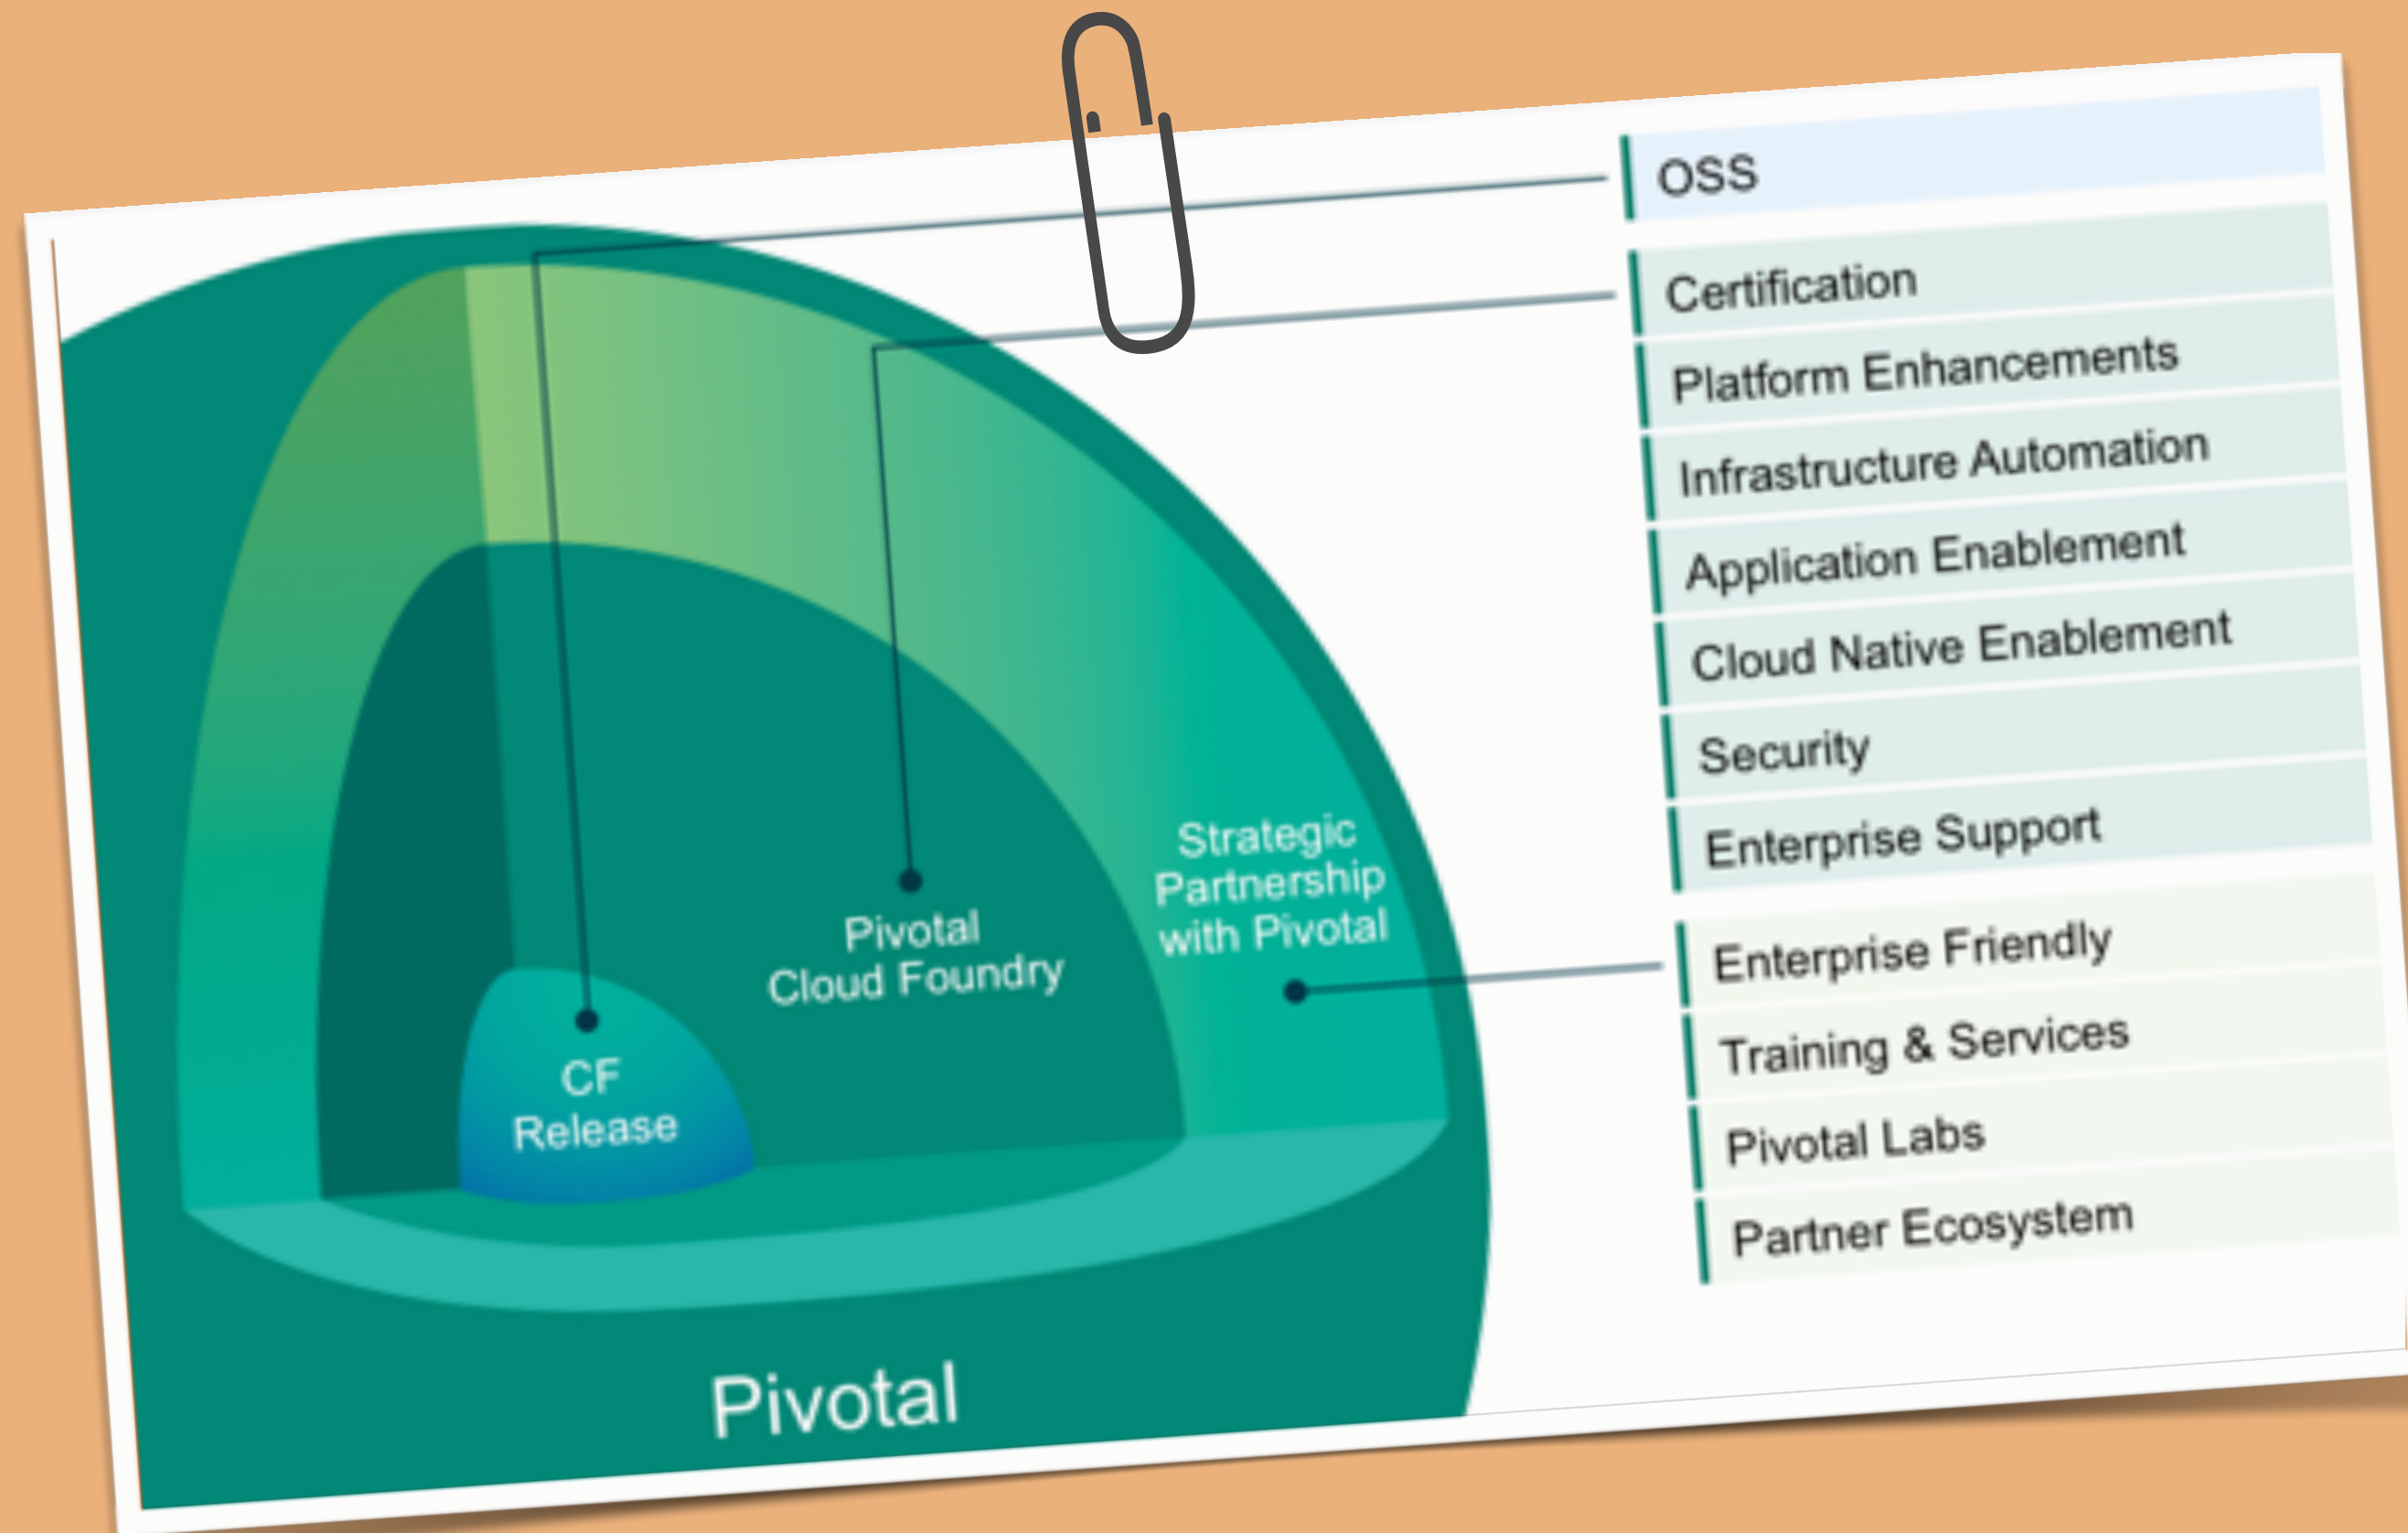 OSS
Certification
Platform Enhancements
Infrastructure Automation
Application Enablement
Cloud Native Enablement
Security
Enterprise Support
Enterprise Friendly
Training & Services
Pivotal Labs
Partner Ecosystem
Strategic
Partnership
with Pivotal
Pivotal
Cloud Foundry
CF
Release
Pivotal